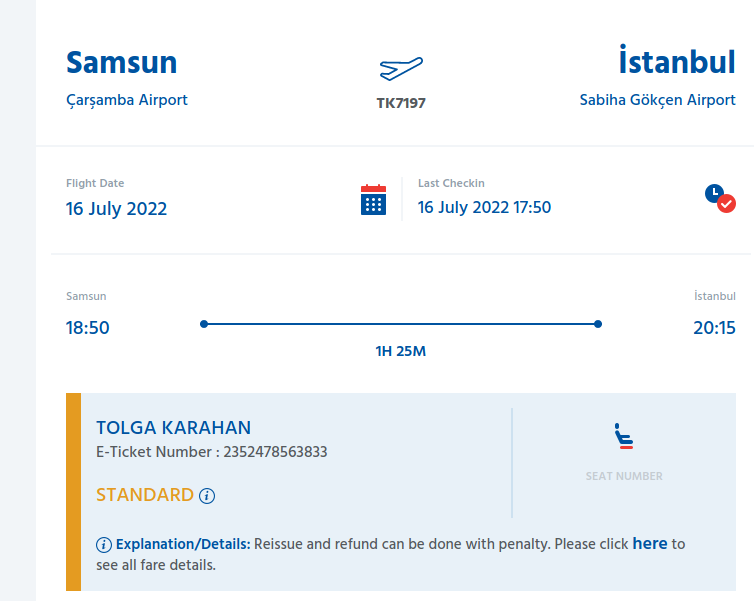 Samsun
İstanbul
Çarşamba Airport
TK7197
Sabiha Gökçen Airport
Flight Date
16 July 2022
Last Checkin
16 July 2022 17:50
Samsun
İstanbul
18:50
20:15
1H 25M
TOLGA KARAHAN
E-Ticket Number : 2352478563833
STANDARD
SEAT NUMBER
Explanation/Details: Reissue and refund can be done with penalty. Please click here to
see all fare details.